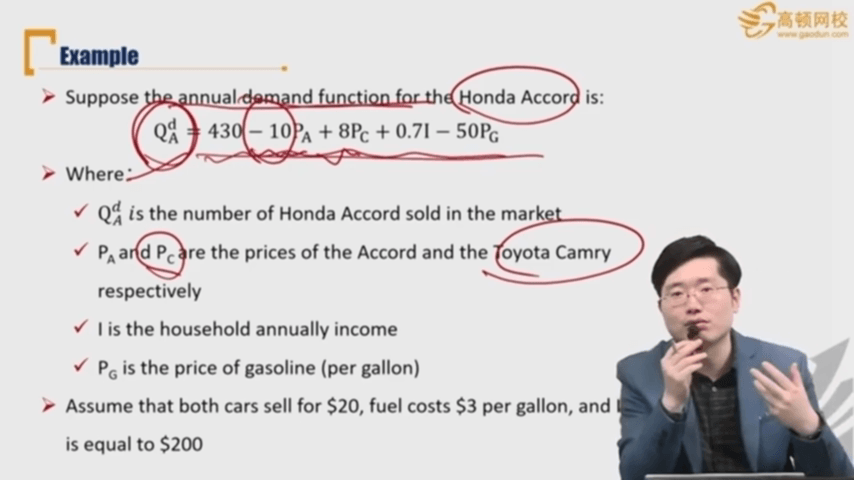 高顿网校
www.gaodun.com
Example
➤ Suppose the annual demand function for the Honda Accord is:
Q_A^d = 430 − 10P_A + 8P_C + 0.7I − 50P_G
➤ Where:
✓ Q_A^d is the number of Honda Accord sold in the market
✓ P_A and P_C are the prices of the Accord and the Toyota Camry
respectively
✓ I is the household annually income
✓ P_G is the price of gasoline (per gallon)
➤ Assume that both cars sell for $20, fuel costs $3 per gallon, and
is equal to $200